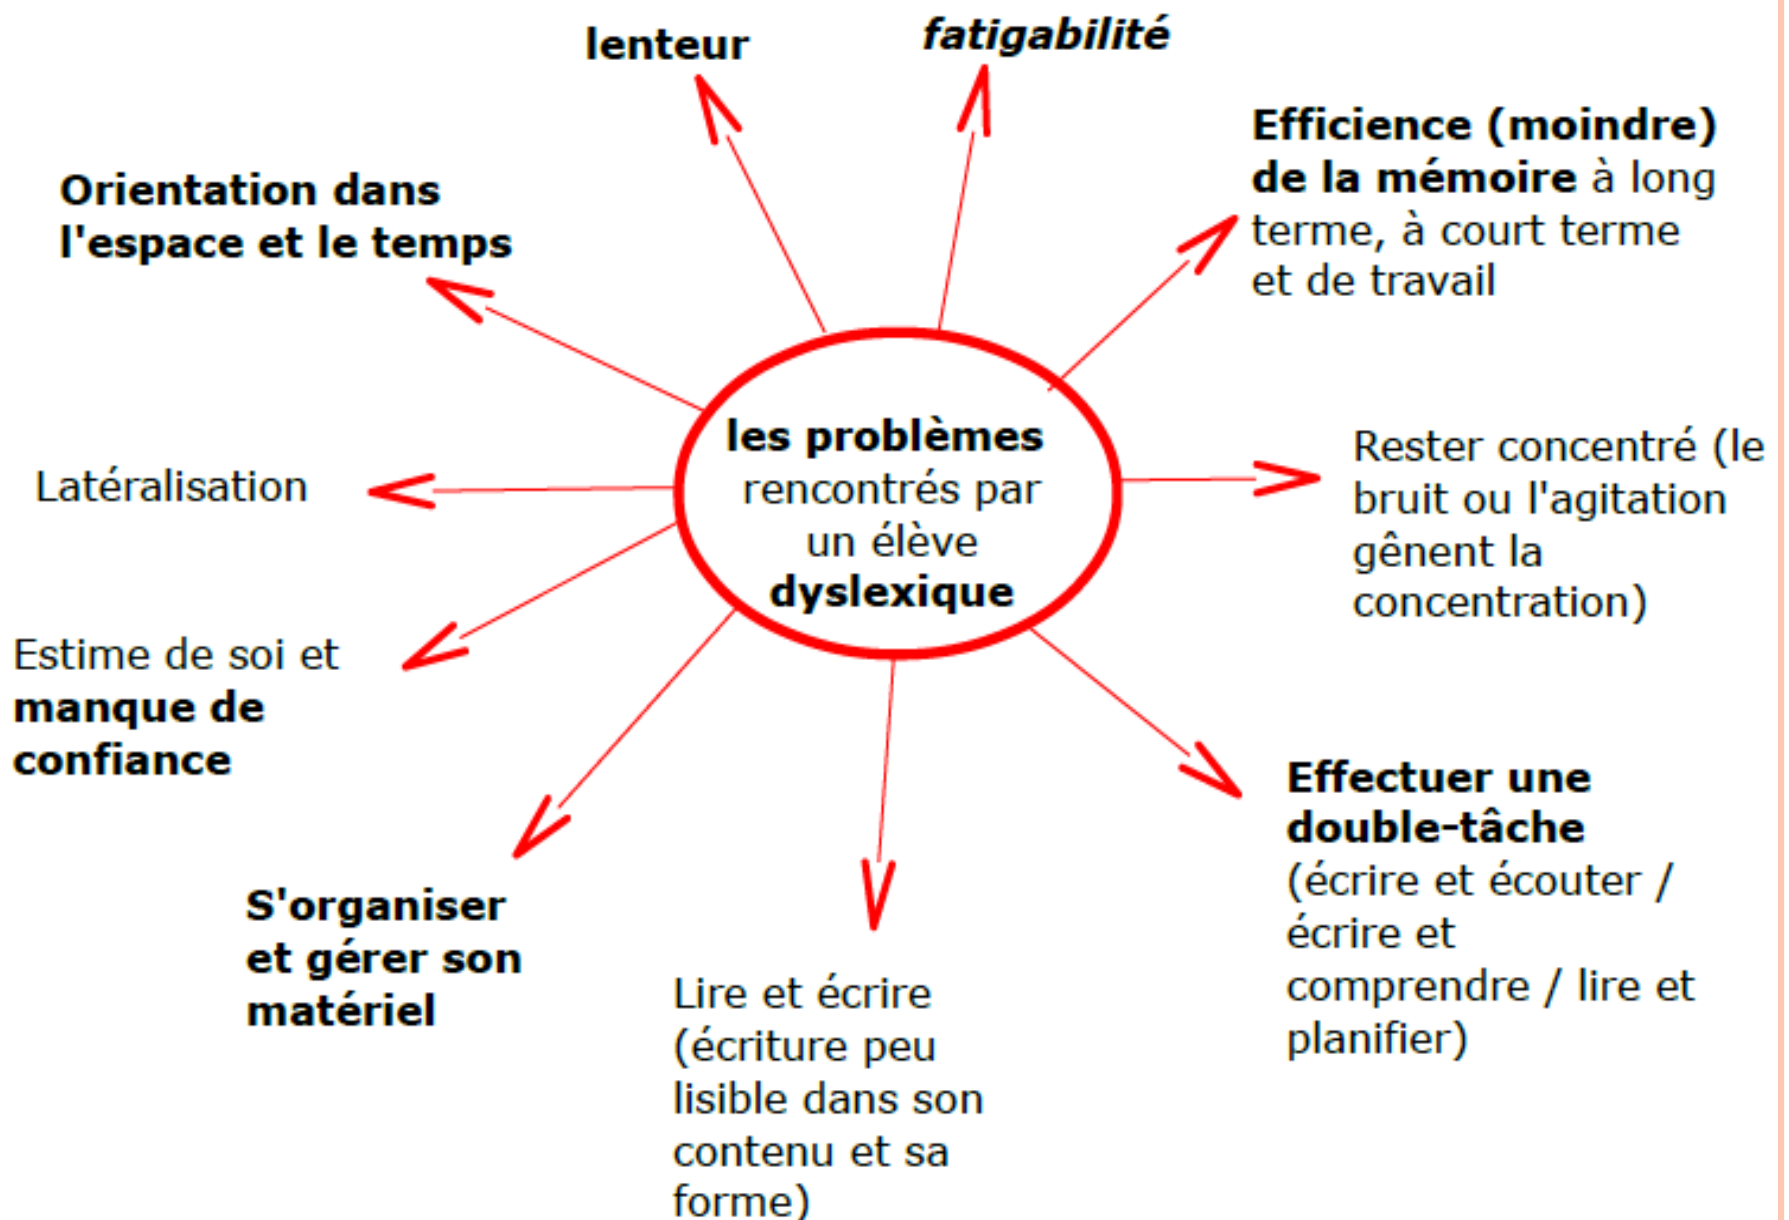 lenteur
fatigabilité
Efficience (moindre)
de la mémoire à long
terme, à court terme
et de travail
Orientation dans
l'espace et le temps
les problèmes
rencontrés par
un élève
dyslexique
Rester concentré (le
bruit ou l'agitation
gênent la
concentration)
Latéralisation
Estime de soi et
manque de
confiance
Effectuer une
double-tâche
(écrire et écouter /
écrire et
comprendre / lire et
planifier)
S'organiser
et gérer son
matériel
Lire et écrire
(écriture peu
lisible dans son
contenu et sa
forme)